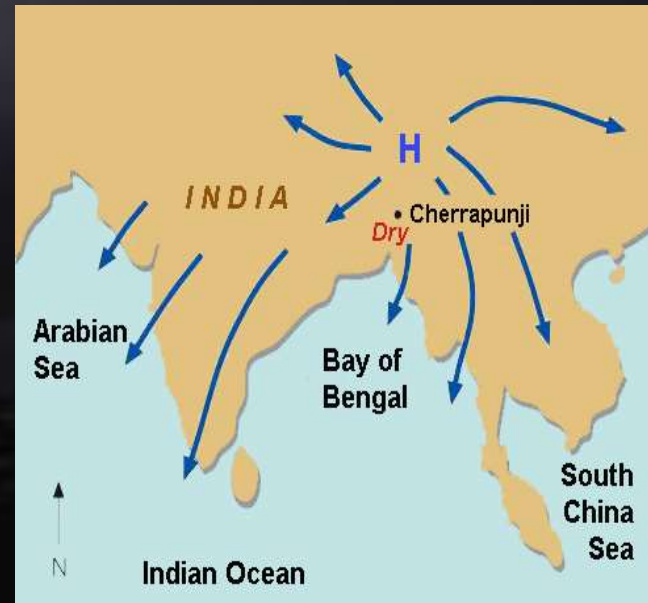 H
INDIA
Cherrapunji
Dry
Arabian
Sea
Bay of
Bengal
South
China
Sea
N
Indian Ocean